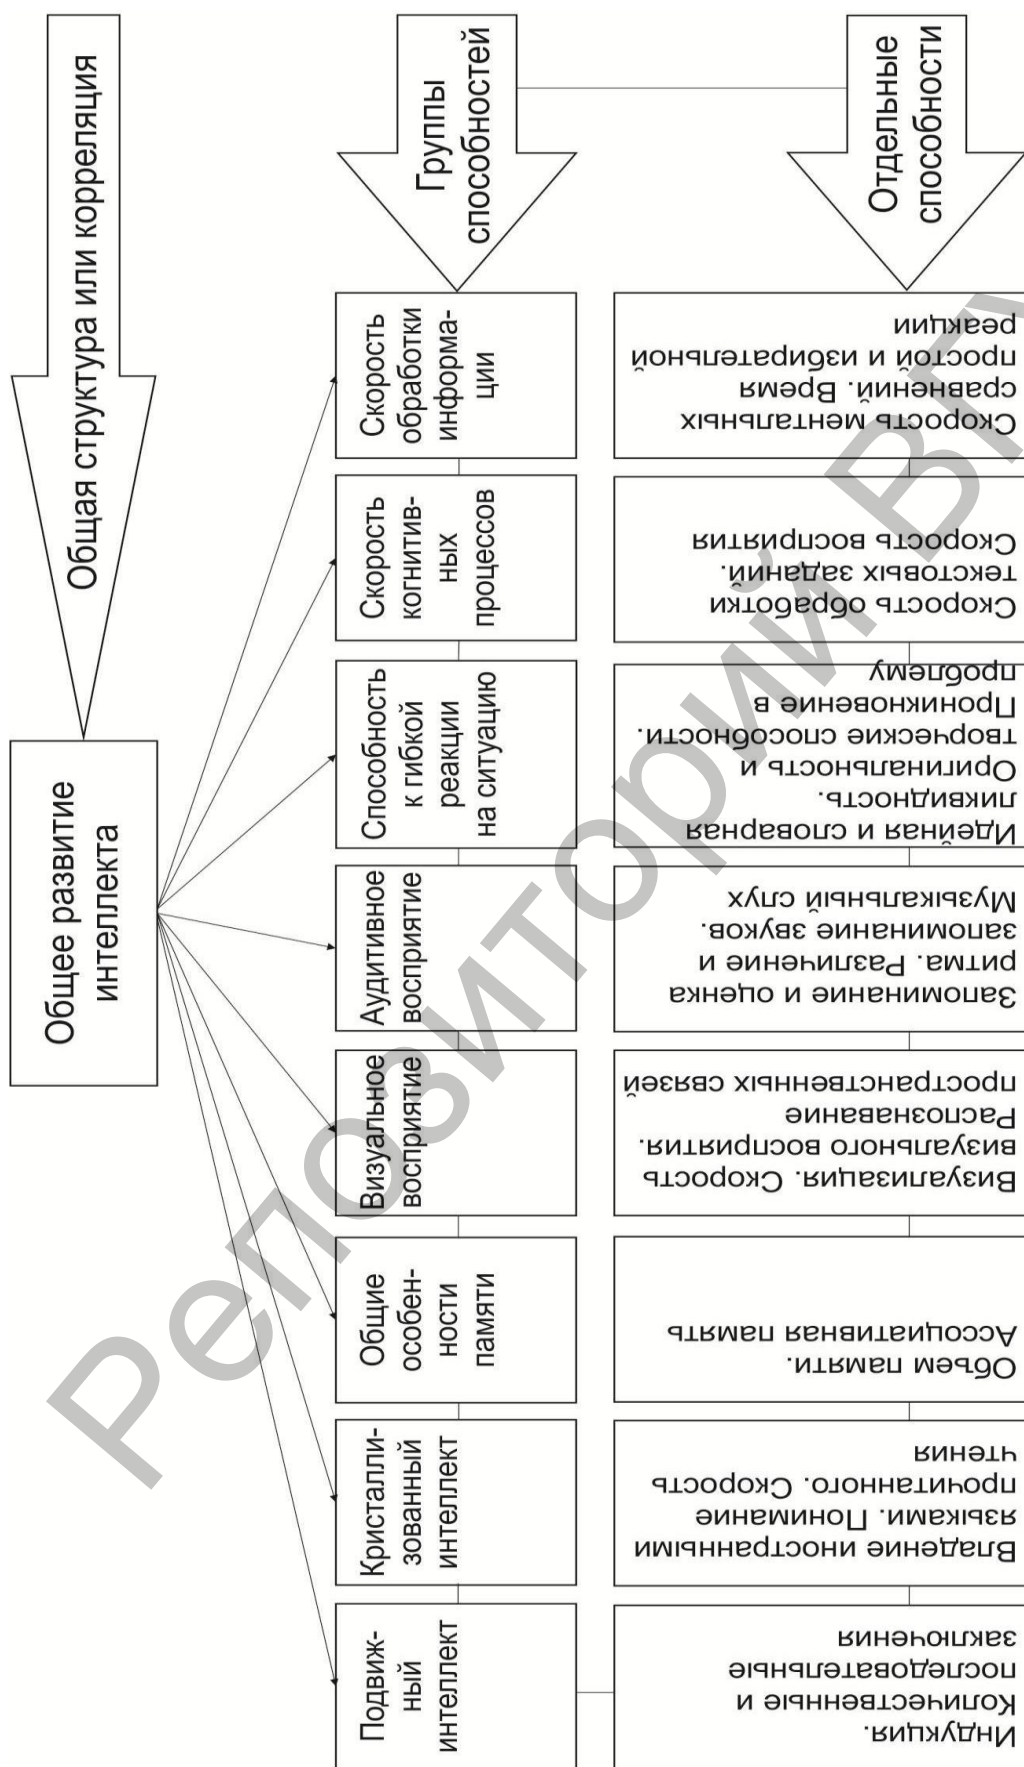 Общая структура или корреляция
Общее развитие
интеллекта
Группы
способностей
Скорость
обработки
информа-
ции
Скорость
когнитив-
ных
процессов
Способность
к гибкой
реакции
на ситуацию
Аудитивное
восприятие
Визуальное
восприятие
Общие
особен-
ности
памяти
Кристалли-
зованный
интеллект
Подвиж-
ный
интеллект
Отдельные
способности
Скорость ментальных
сравнений. Время
простой и избирательной
реакции
Скорость обработки
текстовых заданий.
Скорость восприятия
Идейная и словарная
ликвидность.
Оригинальность и
творческие способности.
Проникновение в
проблему
Запоминание и оценка
ритма. Различение и
запоминание звуков.
Музыкальный слух
Визуализация. Скорость
визуального восприятия.
Распознавание
пространственных связей
Объем памяти.
Ассоциативная память
Владение иностранными
языками. Понимание
прочитанного. Скорость
чтения
Индукция.
Количественные и
последовательные
заключения
Репозиторий ВГУ